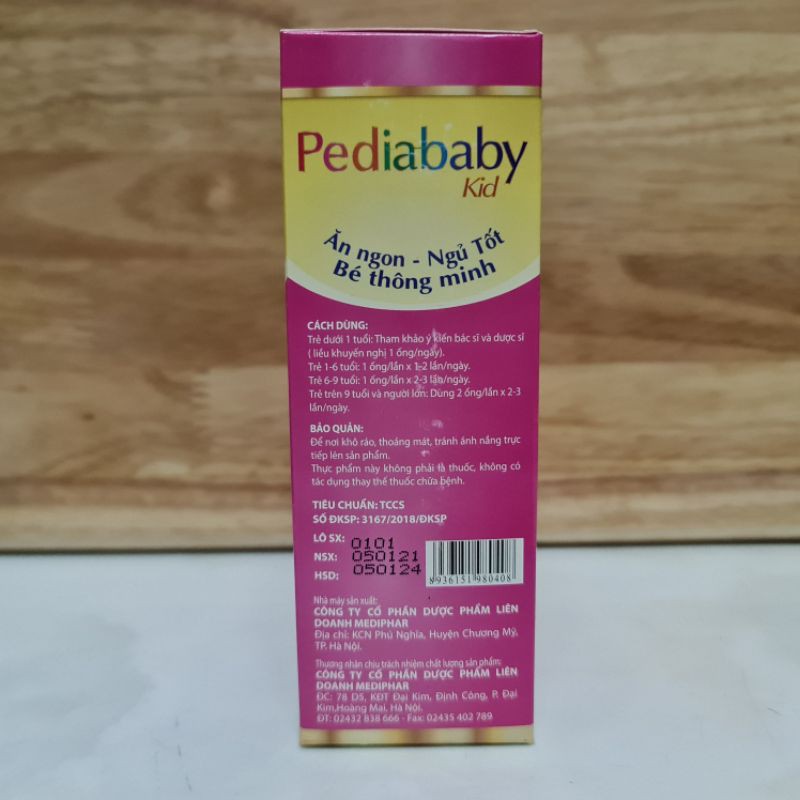 Pediababy
Kid
Ăn ngon - Ngủ Tốt
Bé thông minh
CÁCH DÙNG:
Trẻ dưới 1 tuổi: Tham khảo ý kiến bác sĩ và dược sĩ
( liều khuyến nghị 1 ống/ngày).
Trẻ 1-6 tuổi: 1 ống/lần x 1-2 lần/ngày.
Trẻ 6-9 tuổi: 1 ống/lần x 2-3 lần/ngày.
Trẻ trên 9 tuổi và người lớn: Dùng 2 ống/lần x 2-3
lần/ngày.
BẢO QUẢN:
Để nơi khô ráo, thoáng mát, tránh ánh nắng trực
tiếp lên sản phẩm.
Thực phẩm này không phải là thuốc, không có
tác dụng thay thế thuốc chữa bệnh.
TIÊU CHUẨN: TCCS
SỐ ĐKSP: 3167/2018/ĐKSP
LÔ SX: 0101
NSX: 050121
HSD: 050124
8936151 980408
Nhà máy sản xuất:
CÔNG TY CỔ PHẦN DƯỢC PHẨM LIÊN
DOANH MEDIPHAR
Địa chỉ: KCN Phú Nghĩa, Huyện Chương Mỹ,
TP. Hà Nội.
Thương nhân chịu trách nhiệm chất lượng sản phẩm:
CÔNG TY CỔ PHẦN DƯỢC PHẨM LIÊN
DOANH MEDIPHAR
ĐC: 78 D5, KĐT Đại Kim, Định Công, P. Đại
Kim,Hoàng Mai, Hà Nội.
ĐT: 02432 838 666 - Fax: 02435 402 789